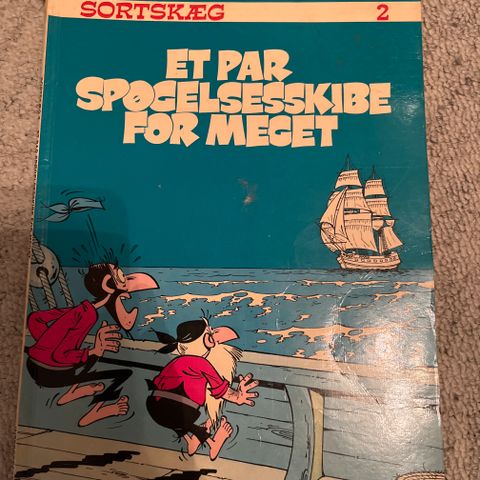 SORTSKÆG 2
ET PAR
SPØGELSESSKIBE
FOR MEGET